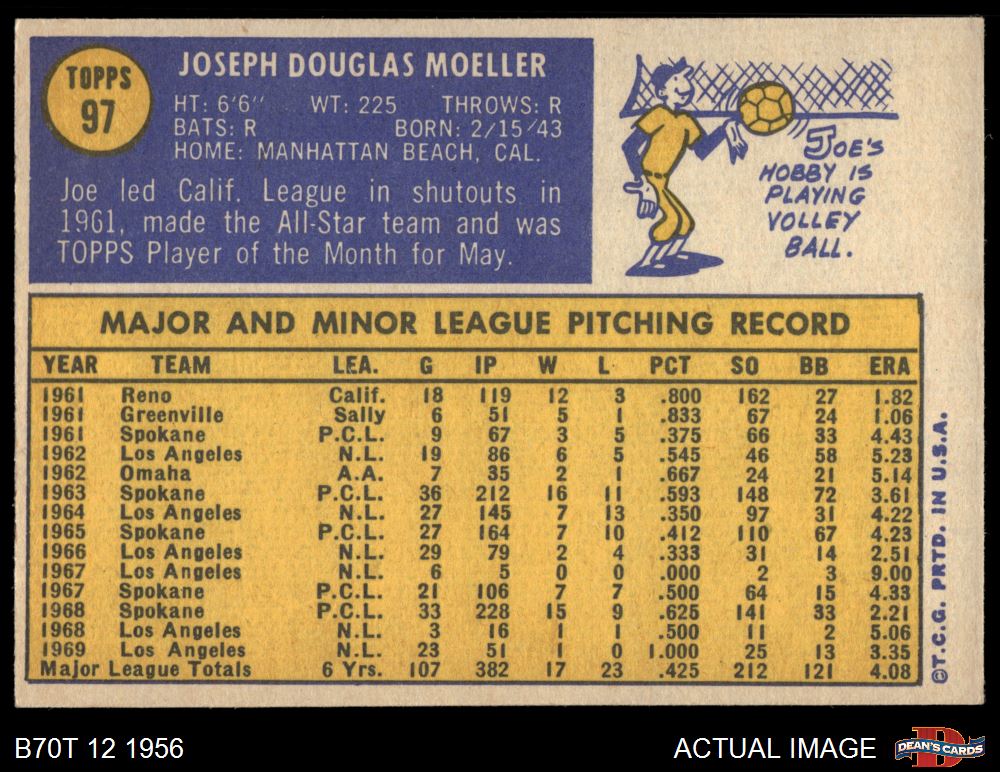 TOPPS
97
JOSEPH DOUGLAS MOELLER
HT: 6'6" WT: 225 THROWS: R
BATS: R BORN: 2/15/43
HOME: MANHATTAN BEACH, CAL.
Joe led Calif. League in shutouts in
1961, made the All-Star team and was
TOPPS Player of the Month for May.
JOE'S
HOBBY IS
PLAYING
VOLLEY
BALL.
MAJOR AND MINOR LEAGUE PITCHING RECORD
YEAR TEAM LEA. G IP W L PCT SO BB ERA
1961 Reno Calif. 18 119 12 3 .800 162 27 1.82
1961 Greenville Sally 6 51 5 1 .833 67 24 1.06
1961 Spokane P.C.L. 9 67 3 5 .375 66 33 4.43
1962 Los Angeles N.L. 19 86 6 5 .545 46 58 5.23
1962 Omaha A.A. 7 35 2 1 .667 24 21 5.14
1963 Spokane P.C.L. 36 212 16 11 .593 148 72 3.61
1964 Los Angeles N.L. 27 145 7 13 .350 97 31 4.22
1965 Spokane P.C.L. 27 164 7 10 .412 110 67 4.23
1966 Los Angeles N.L. 29 79 2 4 .333 31 14 2.51
1967 Los Angeles N.L. 6 5 0 0 .000 2 3 9.00
1967 Spokane P.C.L. 21 106 7 7 .500 64 15 4.33
1968 Spokane P.C.L. 33 228 15 9 .625 141 33 2.21
1968 Los Angeles N.L. 3 16 1 1 .500 11 2 5.06
1969 Los Angeles N.L. 23 51 1 0 1.000 25 13 3.35
Major League Totals 6 Yrs. 107 382 17 23 .425 212 121 4.08
©T.C.G. PRTD. IN U.S.A.
B70T 12 1956
ACTUAL IMAGE
D
DEAN'S CARDS